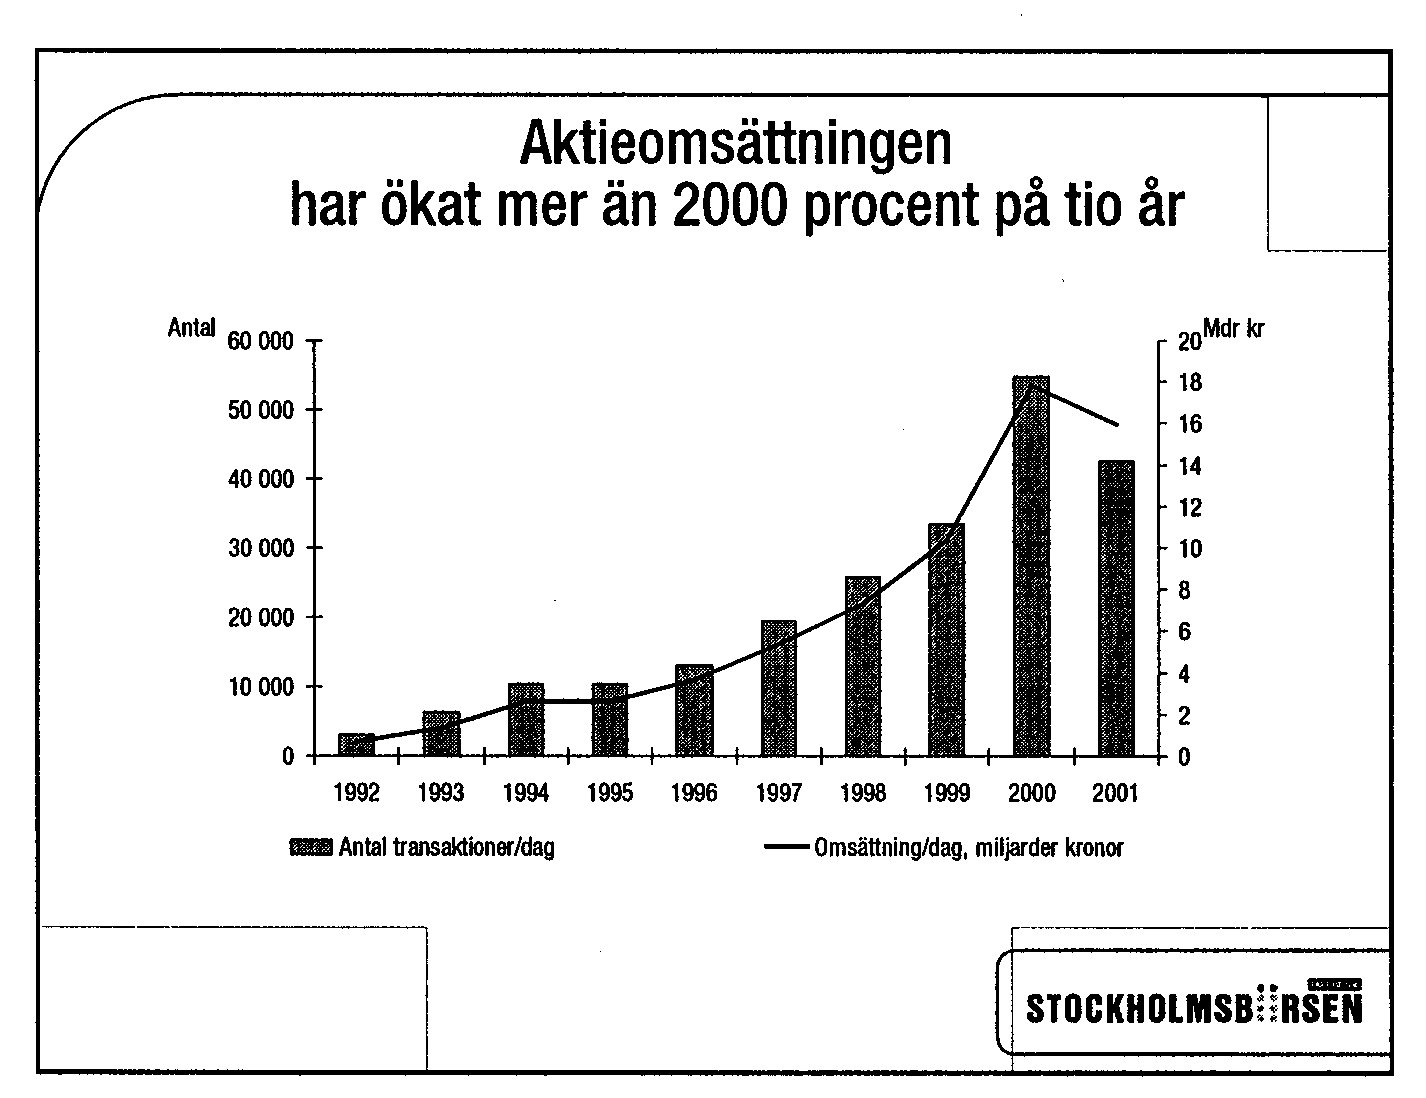 Aktieomsättningen
har ökat mer än 2000 procent på tio år
Antal
Mdr kr
60 000
50 000
40 000
30 000
20 000
10 000
0
20
18
16
14
12
10
8
6
4
2
0
1992 1993 1994 1995 1996 1997 1998 1999 2000 2001
Antal transaktioner/dag
Omsättning/dag, miljarder kronor
STOCKHOLMSBÖRSEN